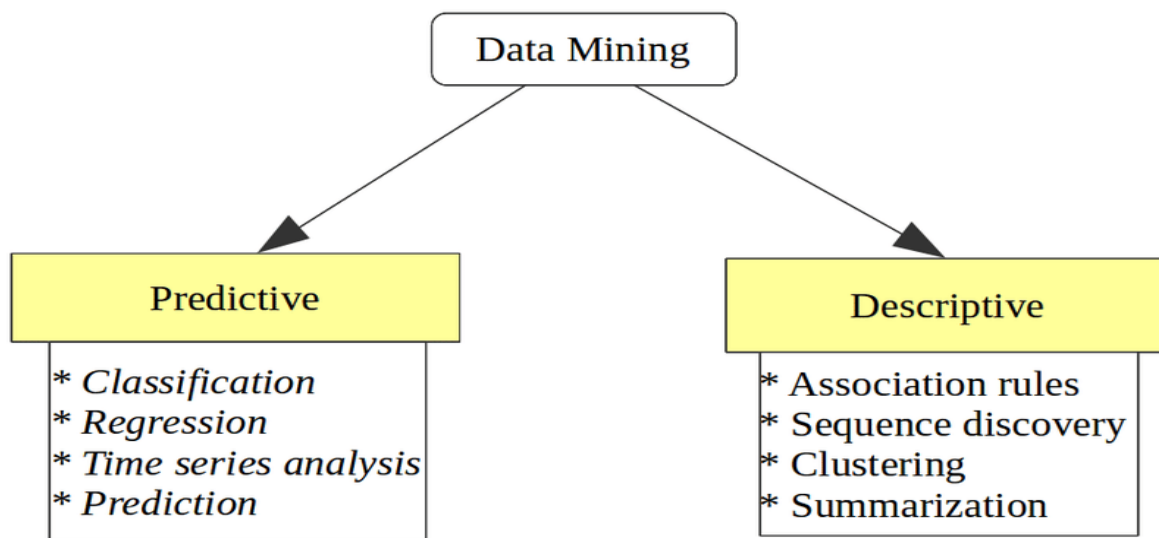 Data Mining
Predictive
* Classification
* Regression
* Time series analysis
* Prediction
Descriptive
* Association rules
* Sequence discovery
* Clustering
* Summarization